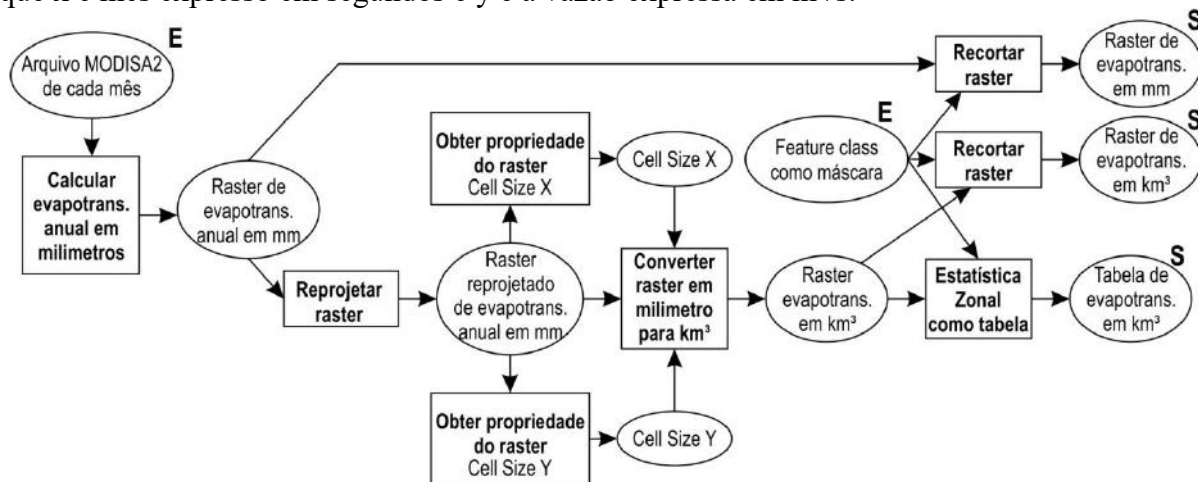 que é mês expresso em segundos e y é a vazão expressa em
E
Arquivo MODISA2
de cada mês
Calcular
evapotrans.
anual em
milimetros
Raster de
evapotrans.
anual em mm
Reprojetar
raster
Obter propriedade
do raster
Cell Size X
Cell Size X
Raster
reprojetado
de evapotrans.
anual em mm
Obter propriedade
do raster
Cell Size Y
Cell Size Y
Converter
raster em
milimetro
para km³
E
Feature class
como máscara
Raster
evapotrans.
em km³
Recortar
raster
S
Raster de
evapotrans.
em mm
Recortar
raster
S
Raster de
evapotrans.
em km³
Estatística
Zonal
como tabela
S
Tabela de
evapotrans.
em km³